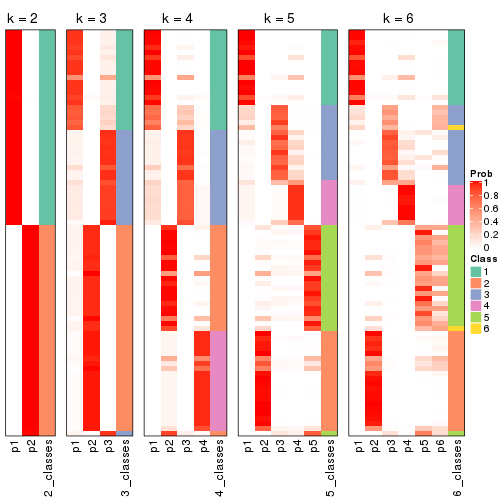 k = 2
k = 3
k = 4
k = 5
k = 6
Prob
1
0.8
0.6
0.4
0.2
0
Class
1
2
3
4
5
6
p1
p2
2_classes
p1
p2
p3
3_classes
p1
p2
p3
p4
4_classes
p1
p2
p3
p4
p5
5_classes
p1
p2
p3
p4
p5
p6
6_classes